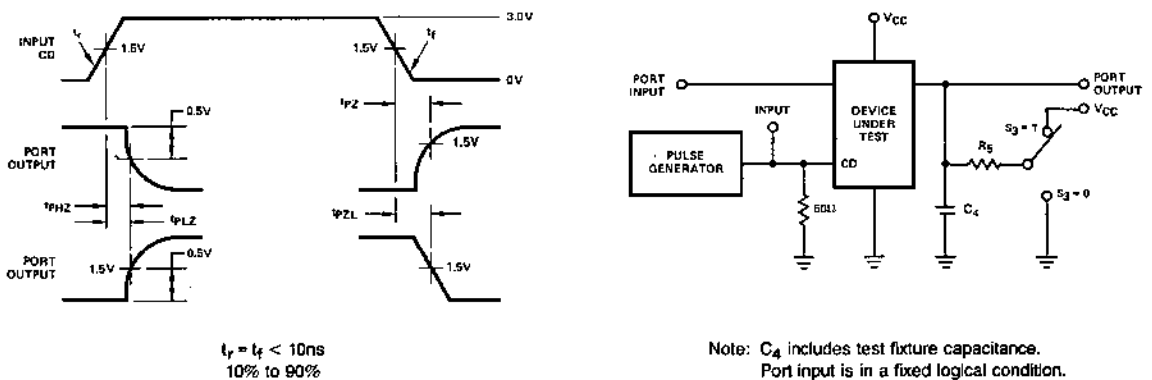 INPUT
CD
tr
1.5V
1.5V
tf
3.0V
0V
0.5V
tPZ
PORT
OUTPUT
1.5V
tPHZ
tPLZ
tPZL
PORT
OUTPUT
1.5V
0.5V
1.5V
tr = tf < 10ns
10% to 90%
VCC
PORT
INPUT
PORT
OUTPUT
INPUT
DEVICE
UNDER
TEST
VCC
S3 = 1
R5
PULSE
GENERATOR
CD
50Ω
C4
S3 = 0
Note: C4 includes test fixture capacitance.
Port input is in a fixed logical condition.